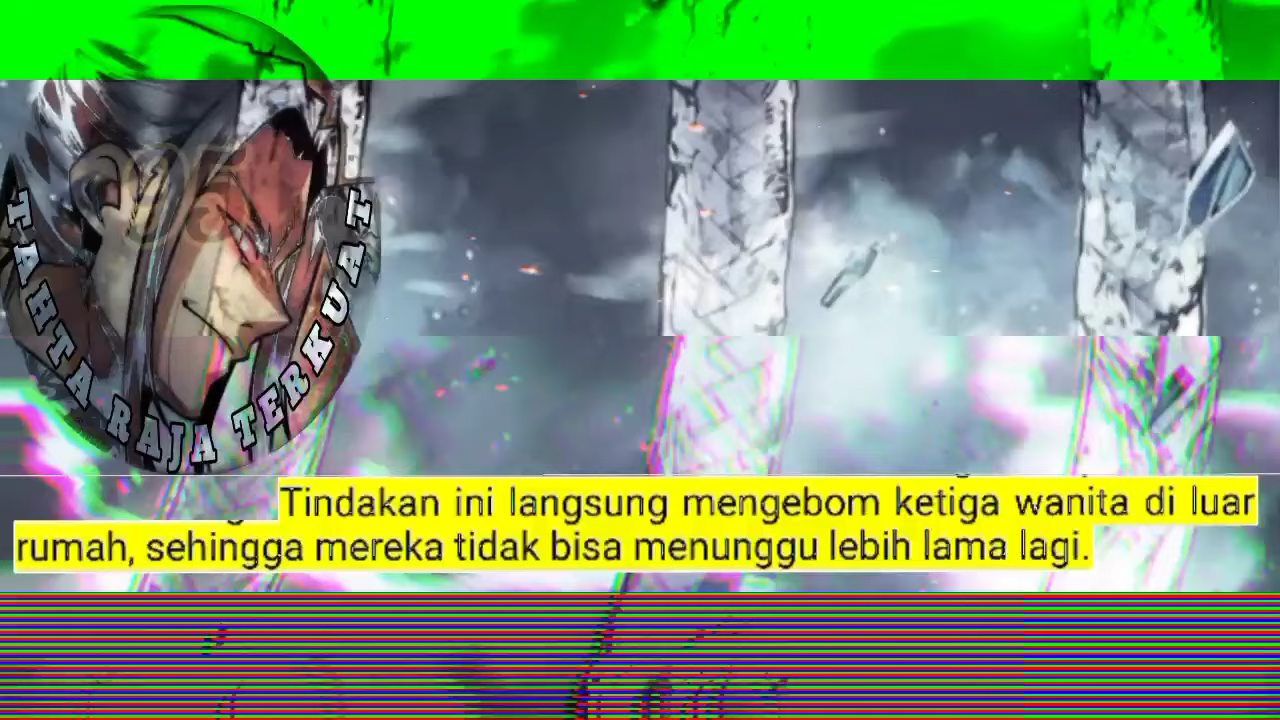 TAHTA RAJA TERKUAT
Tindakan ini langsung mengebom ketiga wanita di luar
rumah, sehingga mereka tidak bisa menunggu lebih lama lagi.